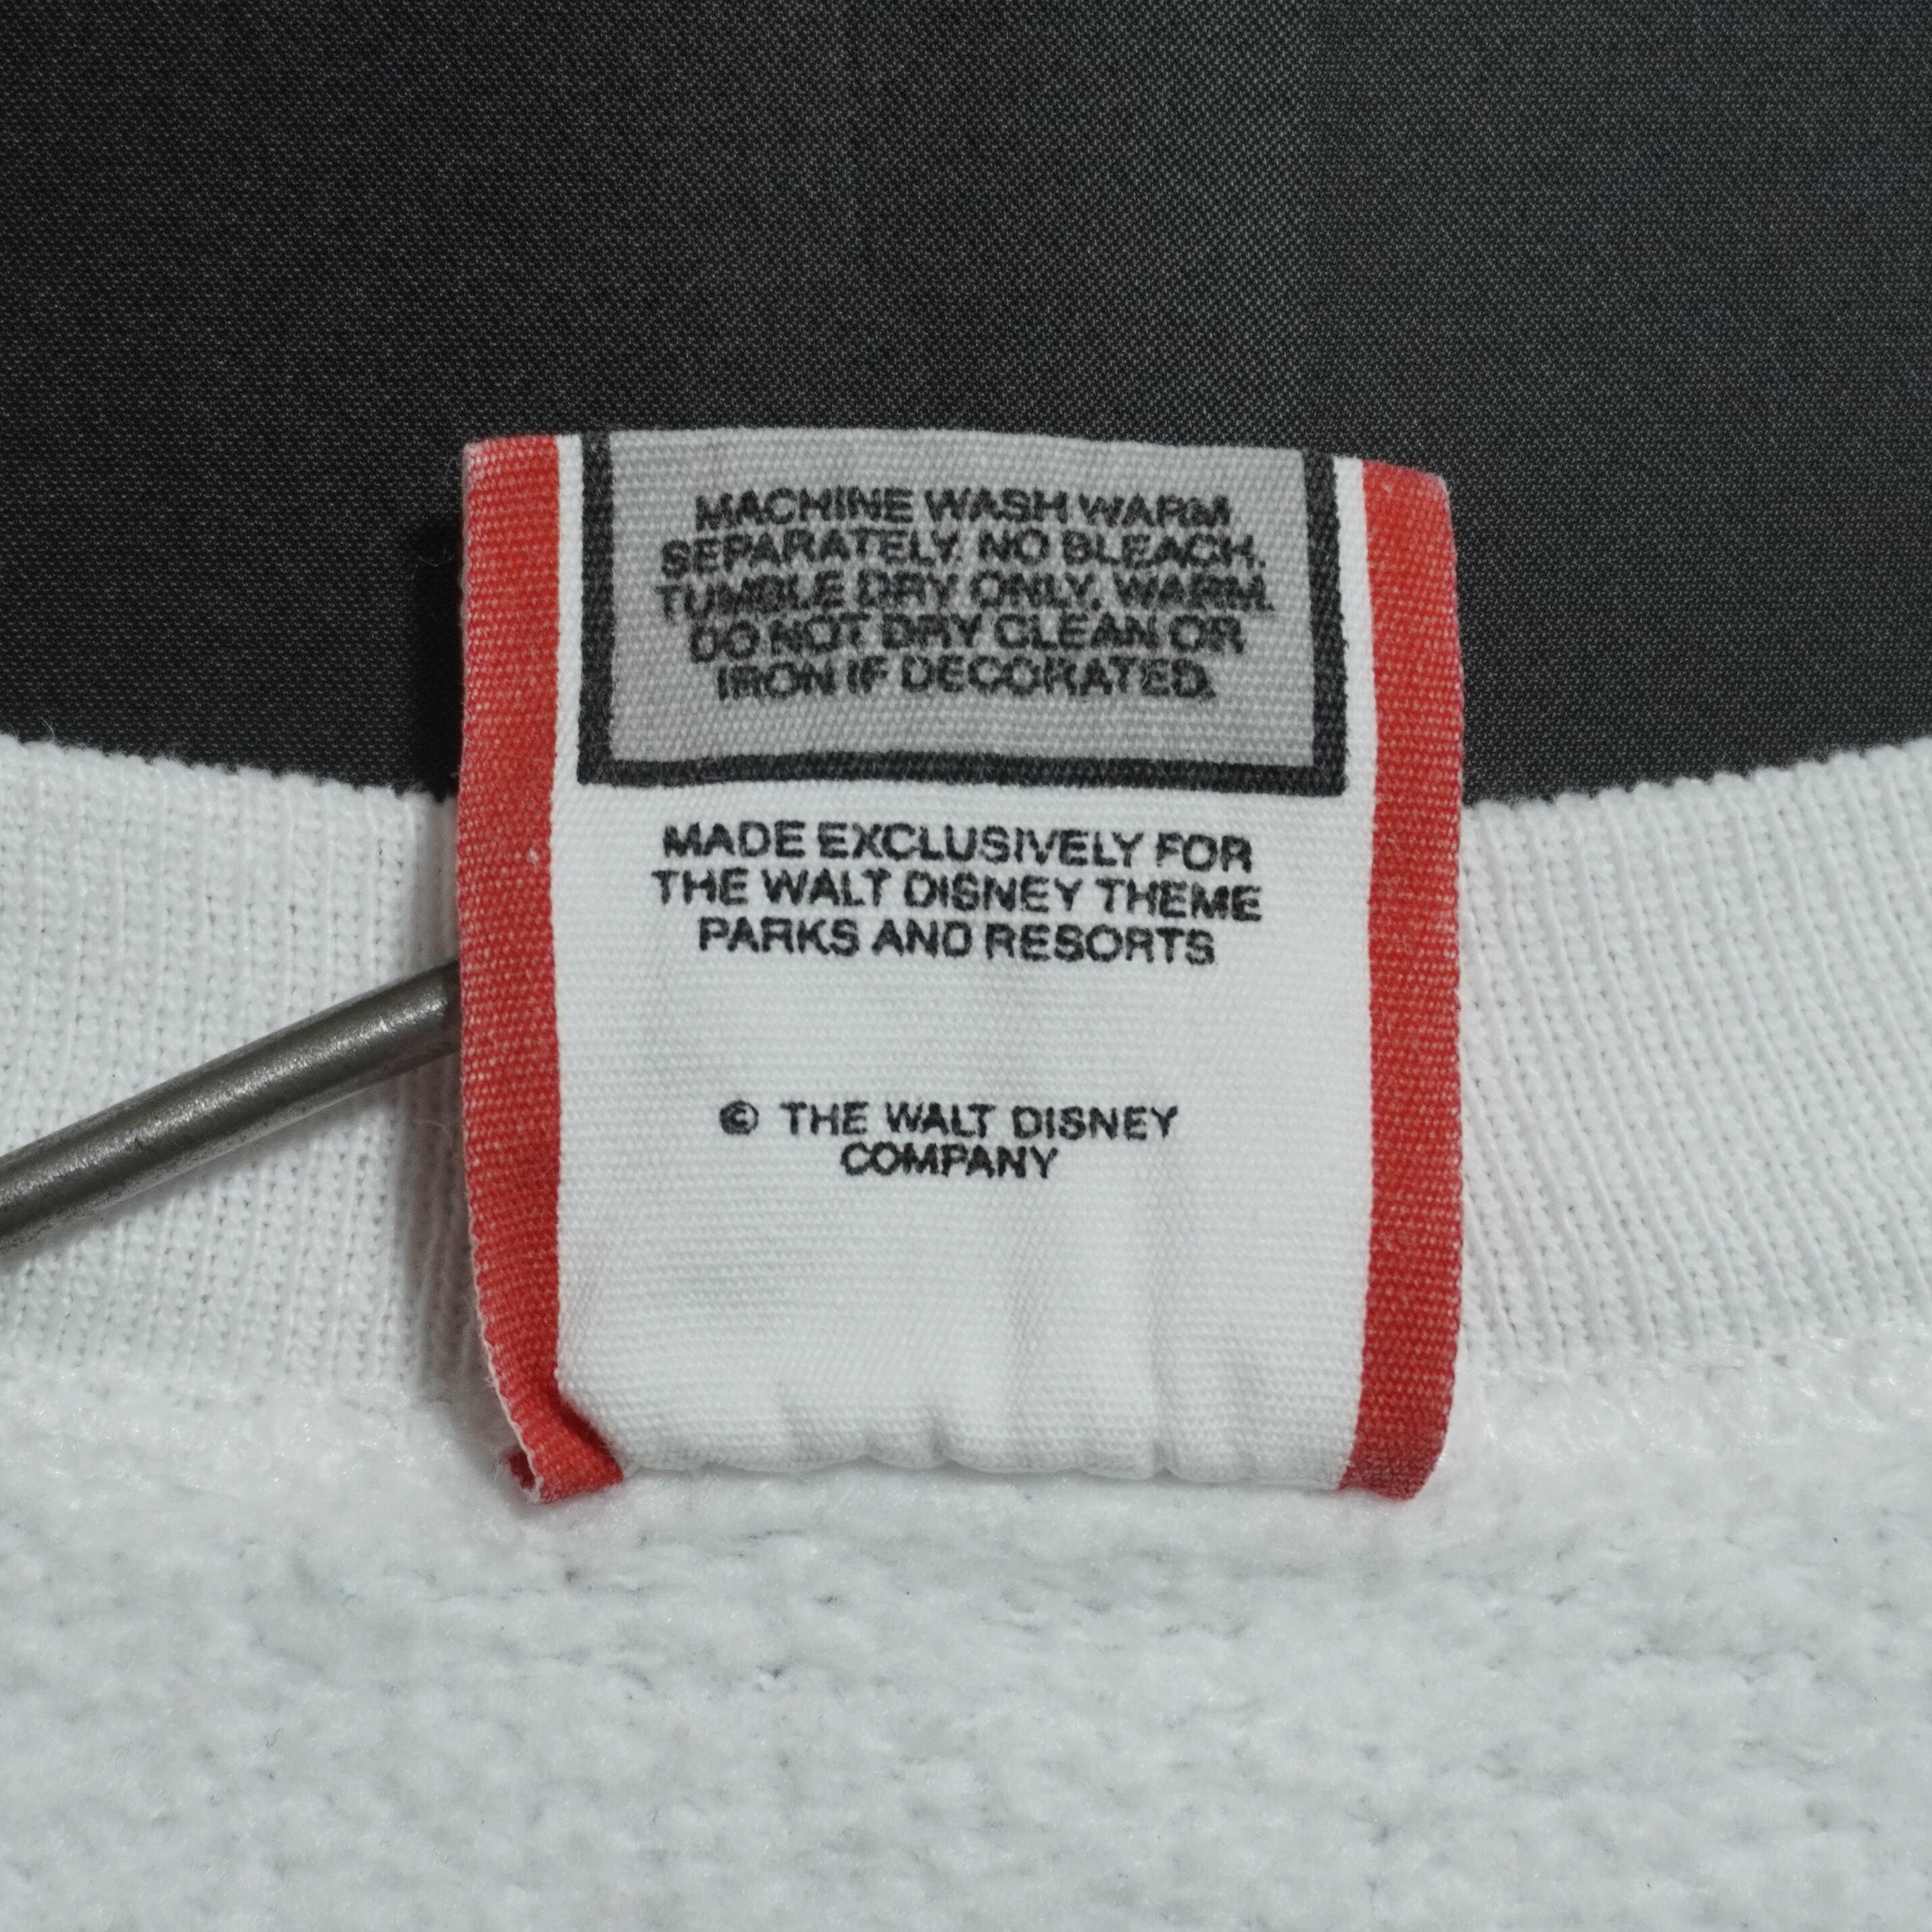 MACHINE WASH WARM
SEPARATELY. NO BLEACH.
TUMBLE DRY ONLY, WARM.
DO NOT DRY CLEAN OR
IRON IF DECORATED.
MADE EXCLUSIVELY FOR
THE WALT DISNEY THEME
PARKS AND RESORTS
© THE WALT DISNEY
COMPANY